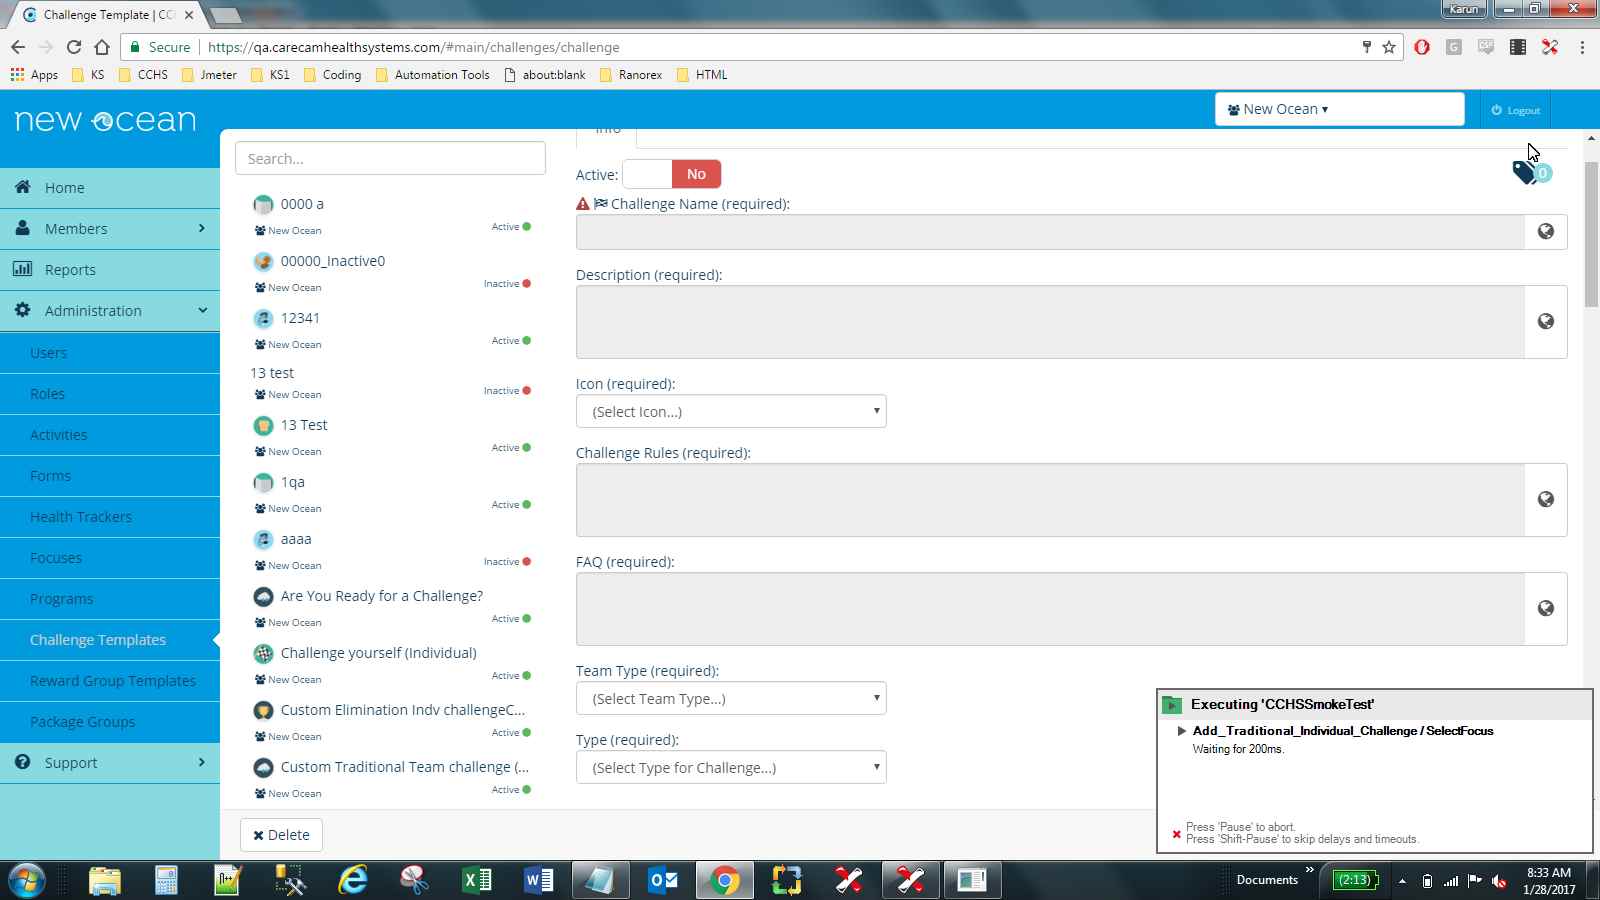 Challenge Template | CC
Karun
Secure
https://qa.carecamhealthsystems.com/#main/challenges/challenge
Apps
KS
CCHS
Jmeter
KS1
Coding
Automation Tools
about:blank
Ranorex
HTML
new ocean
New Ocean
Logout
Home
Members
Reports
Administration
Users
Roles
Activities
Forms
Health Trackers
Focuses
Programs
Challenge Templates
Reward Group Templates
Package Groups
Support
Search...
0000 a
New Ocean
Active
00000_Inactive0
New Ocean
Inactive
12341
New Ocean
Active
13 test
New Ocean
Inactive
13 Test
New Ocean
Active
1qa
New Ocean
Active
aaaa
New Ocean
Inactive
Are You Ready for a Challenge?
New Ocean
Active
Challenge yourself (Individual)
New Ocean
Active
Custom Elimination Indv challengeC...
New Ocean
Active
Custom Traditional Team challenge (...
New Ocean
Active
Delete
Info
Active:
No
0
Challenge Name (required):
Description (required):
Icon (required):
(Select Icon...)
Challenge Rules (required):
FAQ (required):
Team Type (required):
(Select Team Type...)
Type (required):
(Select Type for Challenge...)
Executing 'CCHSSmokeTest'
Add_Traditional_Individual_Challenge / SelectFocus
Waiting for 200ms.
Press 'Pause' to abort.
Press 'Shift-Pause' to skip delays and timeouts.
Documents
(2:13)
8:33 AM
1/28/2017